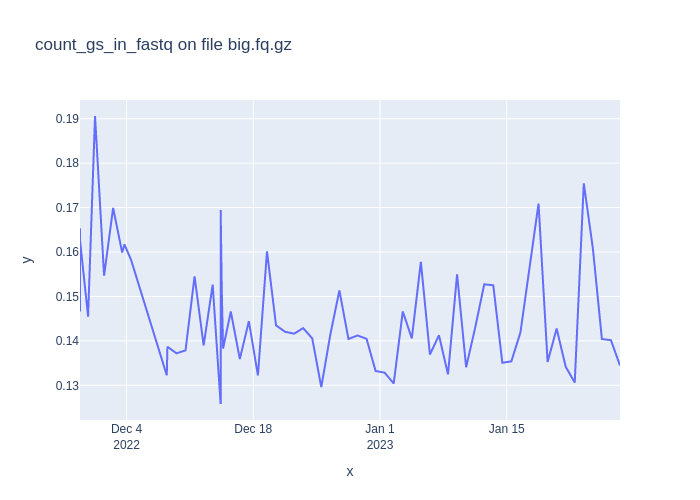 count_gs_in_fastq on file big.fq.gz
0.19
0.18
0.17
0.16
0.15
0.14
0.13
y
Dec 4
2022
Dec 18
Jan 1
2023
Jan 15
x